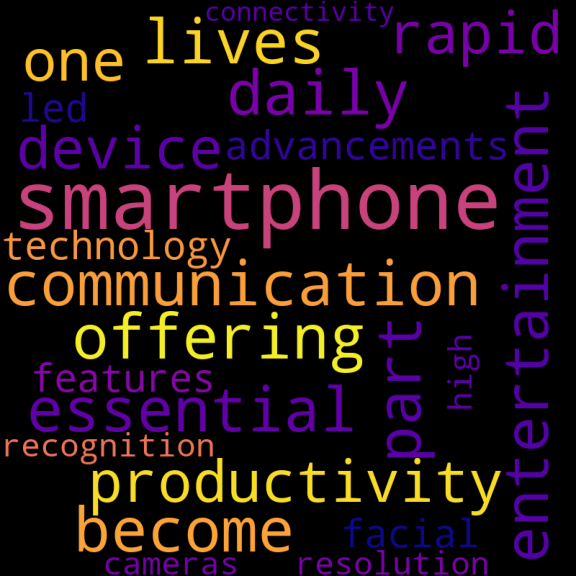 connectivity
rapid
lives
one
daily
led
device
advancements
smartphone
entertainment
technology
communication
offering
part
high
features
essential
recognition
productivity
become
facial
cameras
resolution